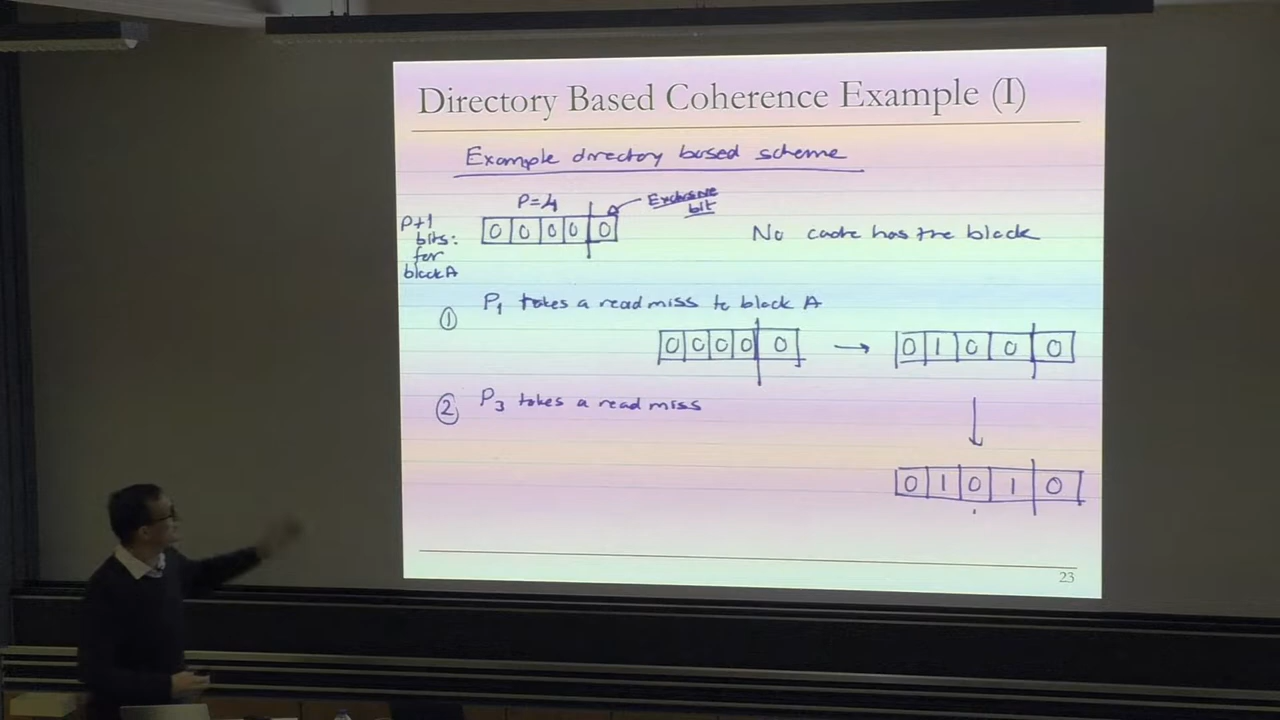 Directory Based Coherence Example (I)
Example directory based scheme
P=4
Exclusive
bit
P+1
bits:
for
block A
0 0 0 0 0
No cache has the block
1 P1 takes a read miss to block A
0 0 0 0 0 → 0 1 0 0 0
2 P3 takes a read miss
0 1 0 1 0
23